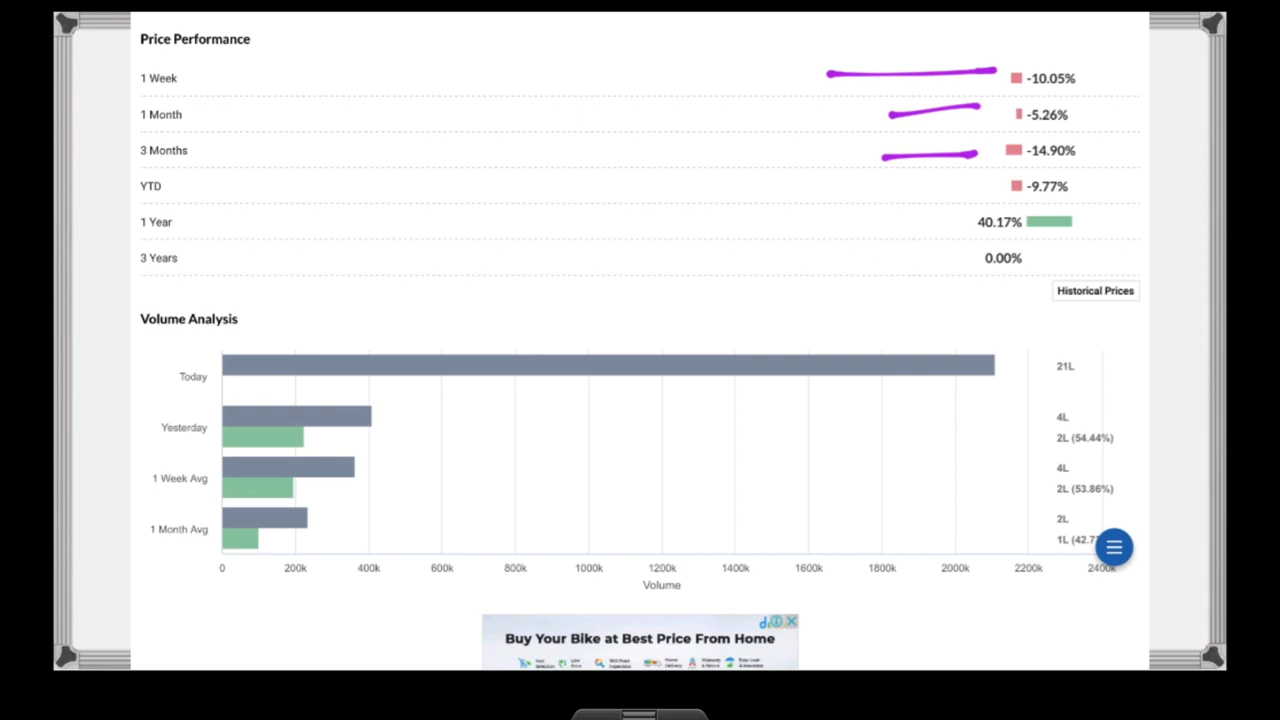 Price Performance
1 Week -10.05%
1 Month -5.26%
3 Months -14.90%
YTD -9.77%
1 Year 40.17%
3 Years 0.00%
Historical Prices
Volume Analysis
Today 21L
Yesterday 4L
2L (54.44%)
1 Week Avg 4L
2L (53.86%)
1 Month Avg 2L
1L (42.7
0 200k 400k 600k 800k 1000k 1200k 1400k 1600k 1800k 2000k 2200k 2400k
Volume
Buy Your Bike at Best Price From Home